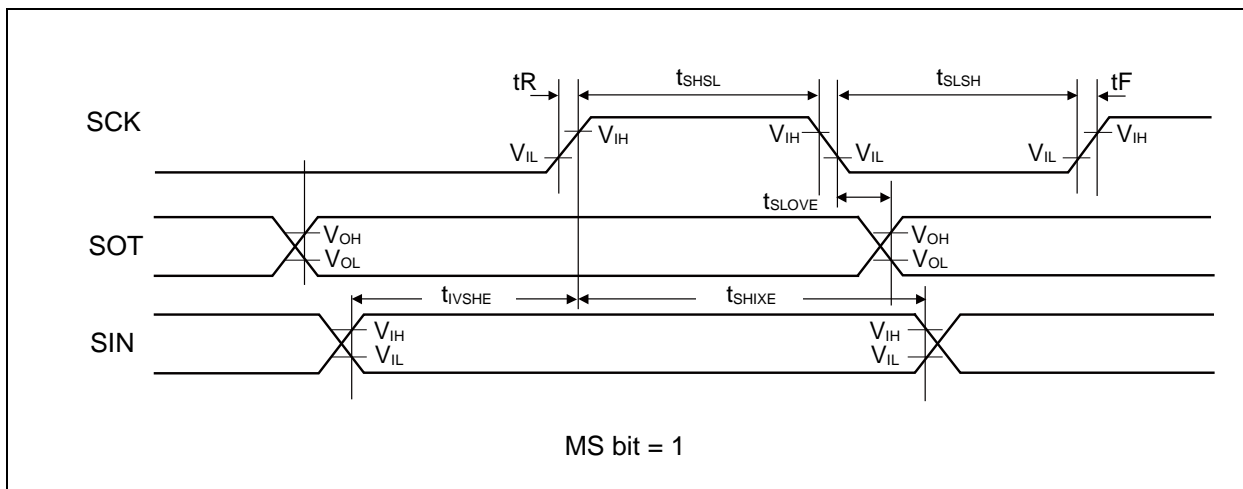 tR
tSHSL
tSLSH
tF
SCK
VIH
VIH
VIH
VIL
VIL
VIL
tSLOVE
SOT
VOH
VOH
VOL
VOL
tIVSHE
tSHIXE
SIN
VIH
VIH
VIL
VIL
MS bit = 1